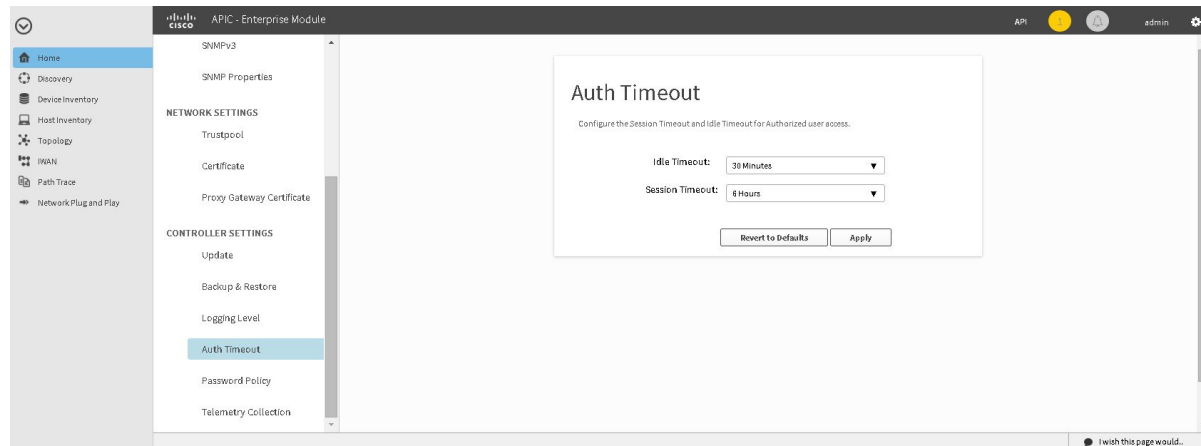 cisco APIC - Enterprise Module
API
1
admin
Home
Discovery
Device Inventory
Host Inventory
Topology
IWAN
Path Trace
Network Plug and Play
SNMPv3
SNMP Properties
NETWORK SETTINGS
Trustpool
Certificate
Proxy Gateway Certificate
CONTROLLER SETTINGS
Update
Backup & Restore
Logging Level
Auth Timeout
Password Policy
Telemetry Collection
Auth Timeout
Configure the Session Timeout and Idle Timeout for Authorized user access.
Idle Timeout: 30 Minutes
Session Timeout: 6 Hours
Revert to Defaults Apply
I wish this page would..